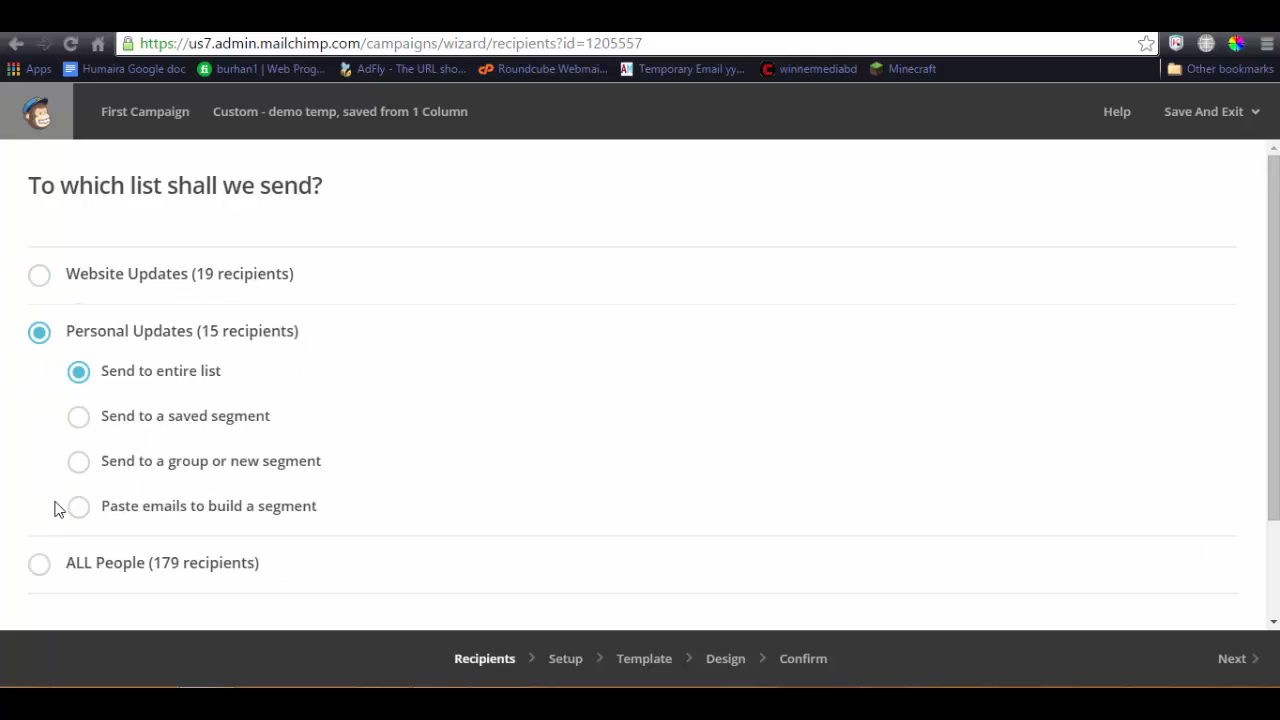 https://us7.admin.mailchimp.com/campaigns/wizard/recipients?id=1205557
Apps Humaira Google doc burhan1 | Web Prog... AdFly - The URL sho... Roundcube Webmai... Temporary Email yy... winnermediabd Minecraft Other bookmarks
First Campaign Custom - demo temp, saved from 1 Column Help Save And Exit
To which list shall we send?
Website Updates (19 recipients)
Personal Updates (15 recipients)
Send to entire list
Send to a saved segment
Send to a group or new segment
Paste emails to build a segment
ALL People (179 recipients)
Recipients > Setup > Template > Design > Confirm Next >